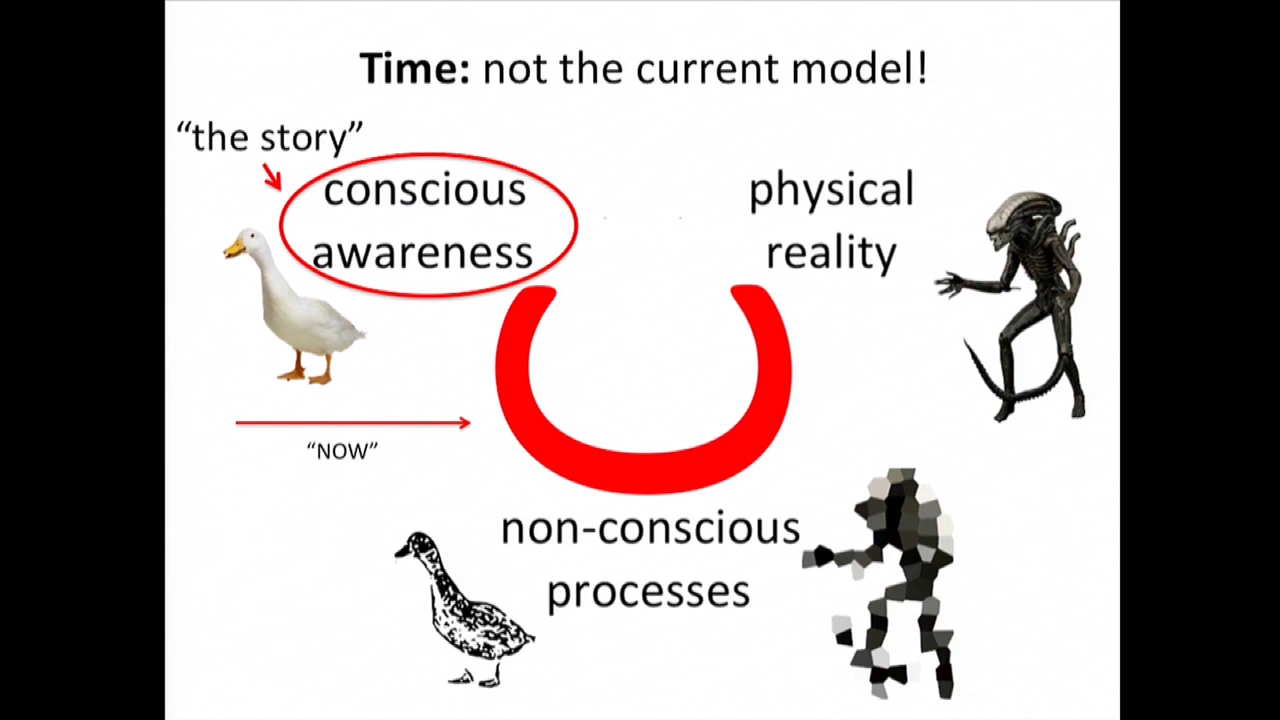 Time: not the current model!
“the story”
conscious
awareness
physical
reality
“NOW”
non-conscious
processes